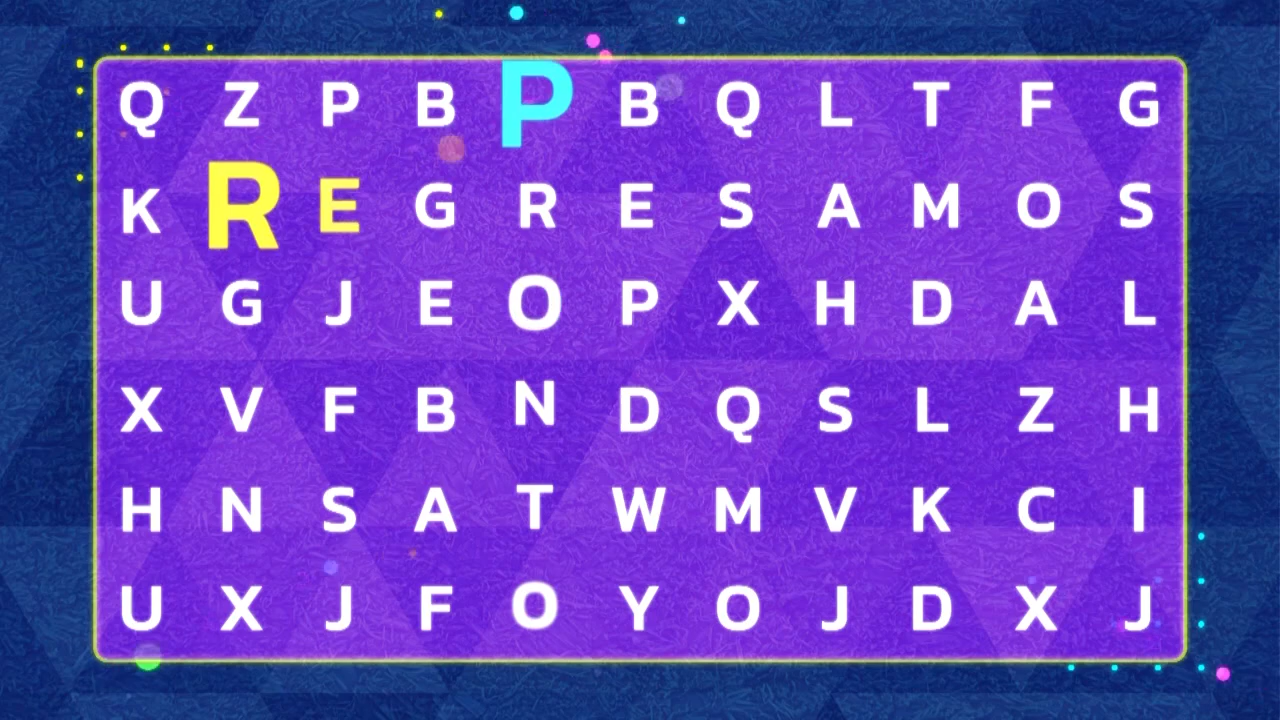 Q Z P B P B Q L T F G
K R E G R E S A M O S
U G J E O P X H D A L
X V F B N D Q S L Z H
H N S A T W M V K C I
U X J F O Y O J D X J